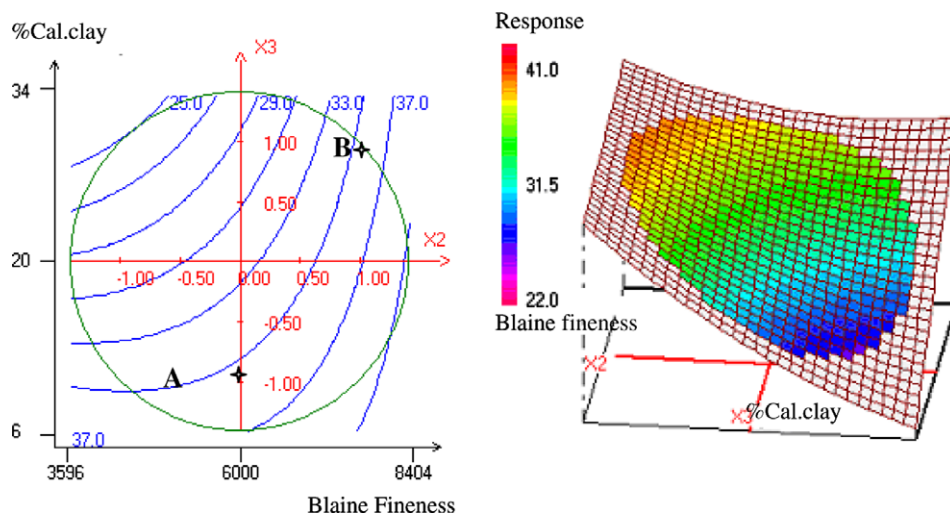 %Cal.clay
X3
34
25.0
29.0
33.0
37.0
B
1.00
0.50
X2
20
-1.00
-0.50
0.50
1.00
-0.50
A
-1.00
6
37.0
3596
6000
8404
Blaine Fineness
Response
41.0
31.5
22.0
Blaine fineness
X2
X3
%Cal.clay